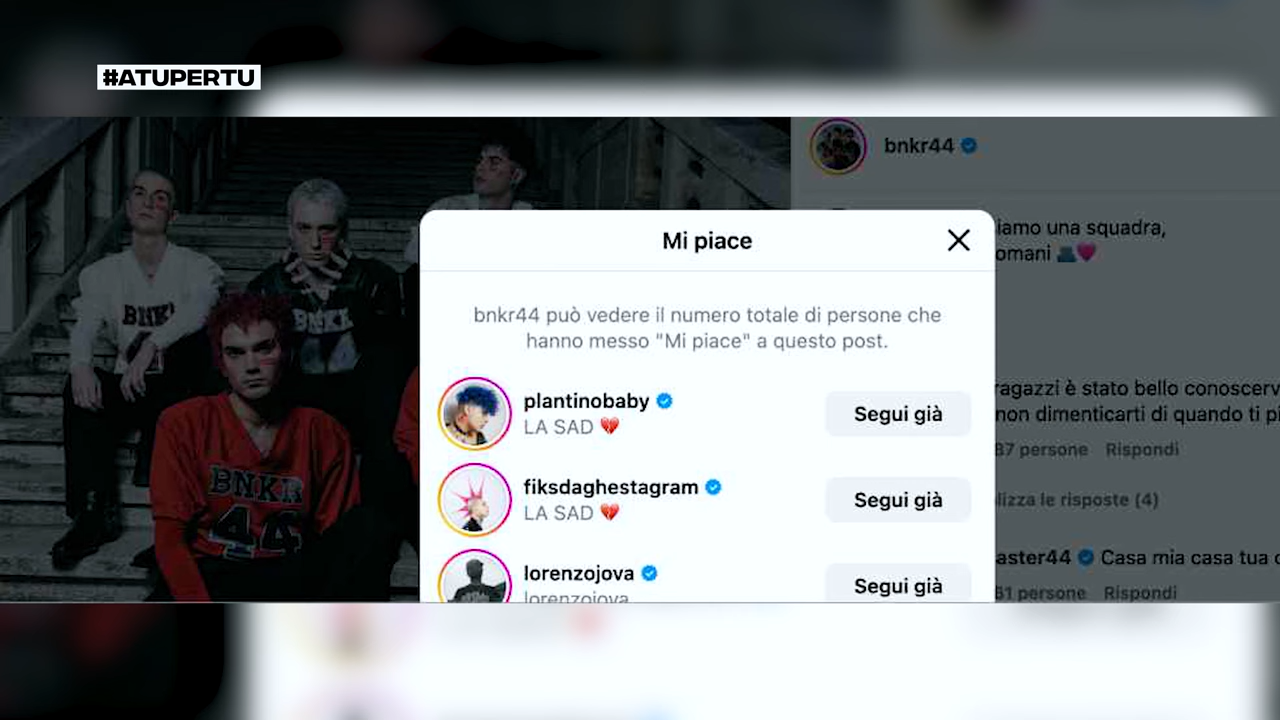 #ATUPERTU
BNKR
BNKR
BNKR
44
bnkr44
iamo una squadra,
omani 🫂💗
Mi piace
bnkr44 può vedere il numero totale di persone che
hanno messo "Mi piace" a questo post.
plantinobaby
LA SAD 💔
Segui già
fiksdaghestagram
LA SAD 💔
Segui già
lorenzojova
lorenzojova
Segui già
ragazzi è stato bello conoscerv
non dimenticarti di quando ti pi
87 persone Rispondi
lizza le risposte (4)
aster44 Casa mia casa tua
61 persone Rispondi